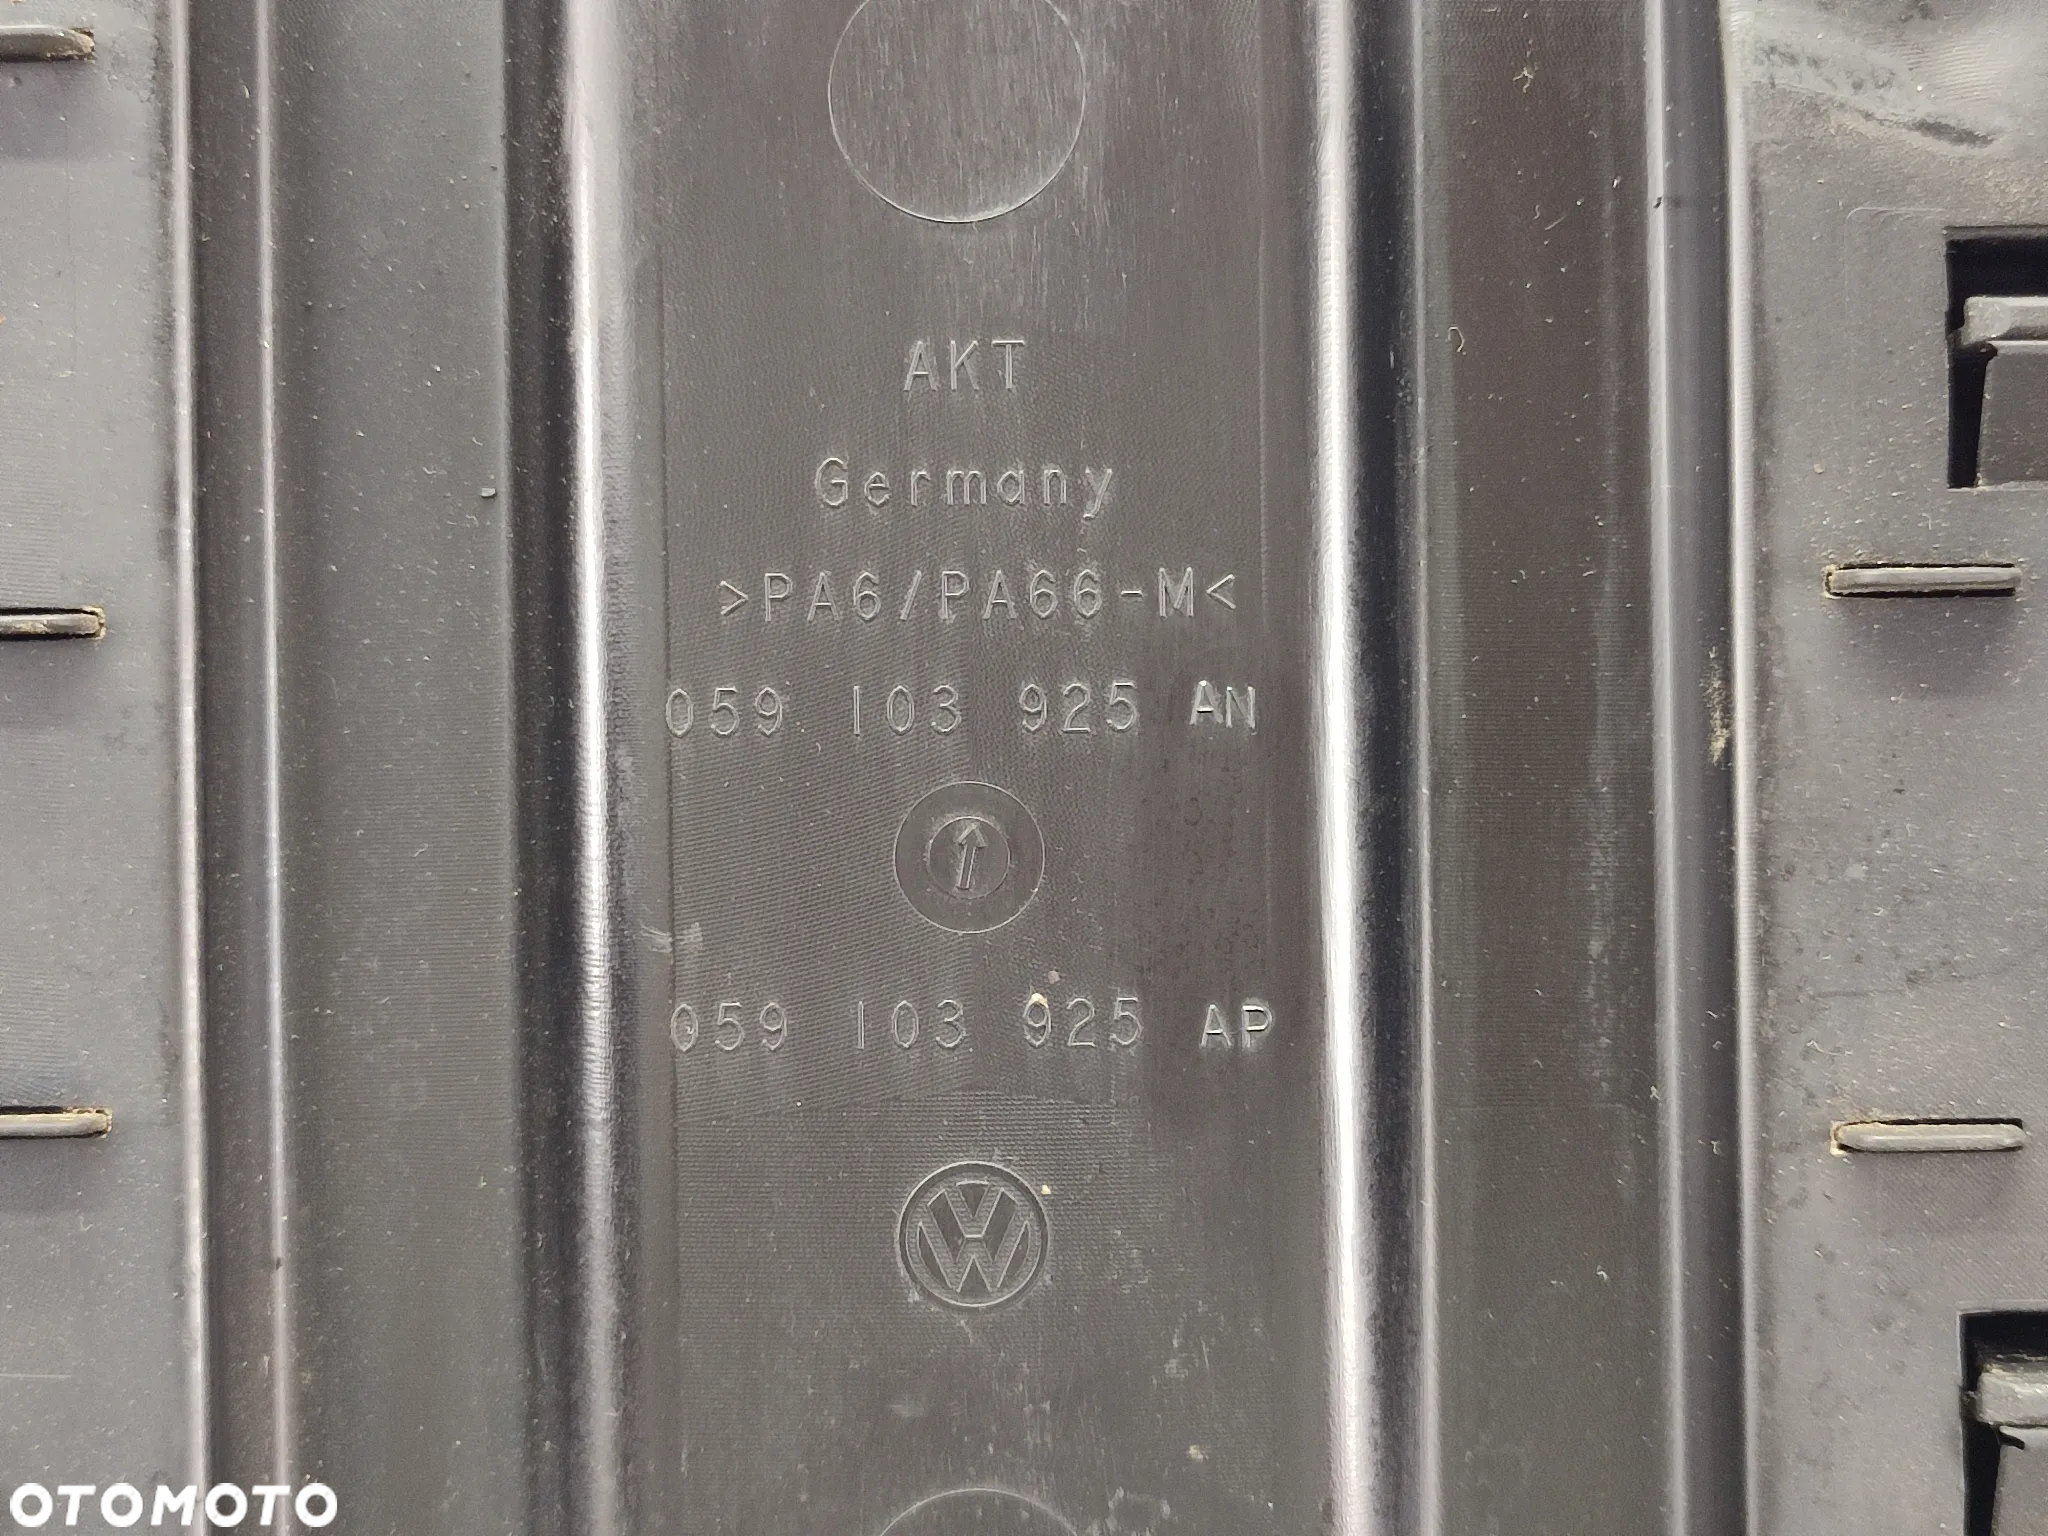 AKT
Germany
>PA6/PA66-M<
059 103 925 AN
059 103 925 AP
OTOMOTO